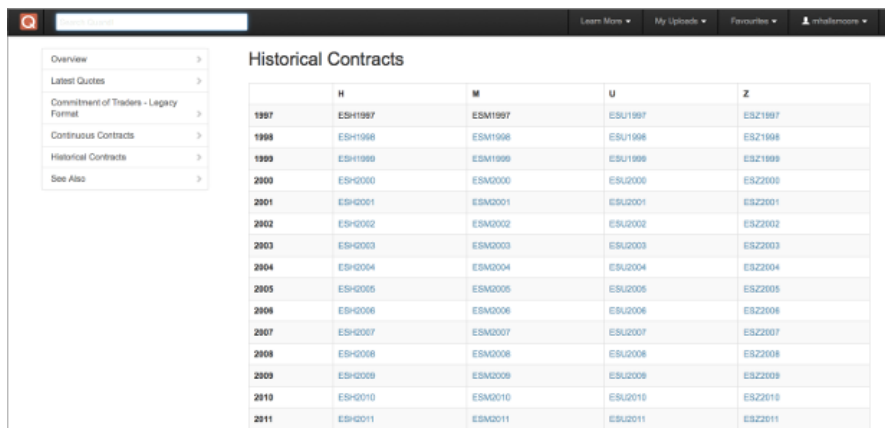 Q
Search Quandl
Learn More
My Uploads
Favourites
mhallsmoore
Overview
Latest Quotes
Commitment of Traders - Legacy
Format
Continuous Contracts
Historical Contracts
See Also
Historical Contracts
H M U Z
1997 ESH1997 ESM1997 ESU1997 ESZ1997
1998 ESH1998 ESM1998 ESU1998 ESZ1998
1999 ESH1999 ESM1999 ESU1999 ESZ1999
2000 ESH2000 ESM2000 ESU2000 ESZ2000
2001 ESH2001 ESM2001 ESU2001 ESZ2001
2002 ESH2002 ESM2002 ESU2002 ESZ2002
2003 ESH2003 ESM2003 ESU2003 ESZ2003
2004 ESH2004 ESM2004 ESU2004 ESZ2004
2005 ESH2005 ESM2005 ESU2005 ESZ2005
2006 ESH2006 ESM2006 ESU2006 ESZ2006
2007 ESH2007 ESM2007 ESU2007 ESZ2007
2008 ESH2008 ESM2008 ESU2008 ESZ2008
2009 ESH2009 ESM2009 ESU2009 ESZ2009
2010 ESH2010 ESM2010 ESU2010 ESZ2010
2011 ESH2011 ESM2011 ESU2011 ESZ2011